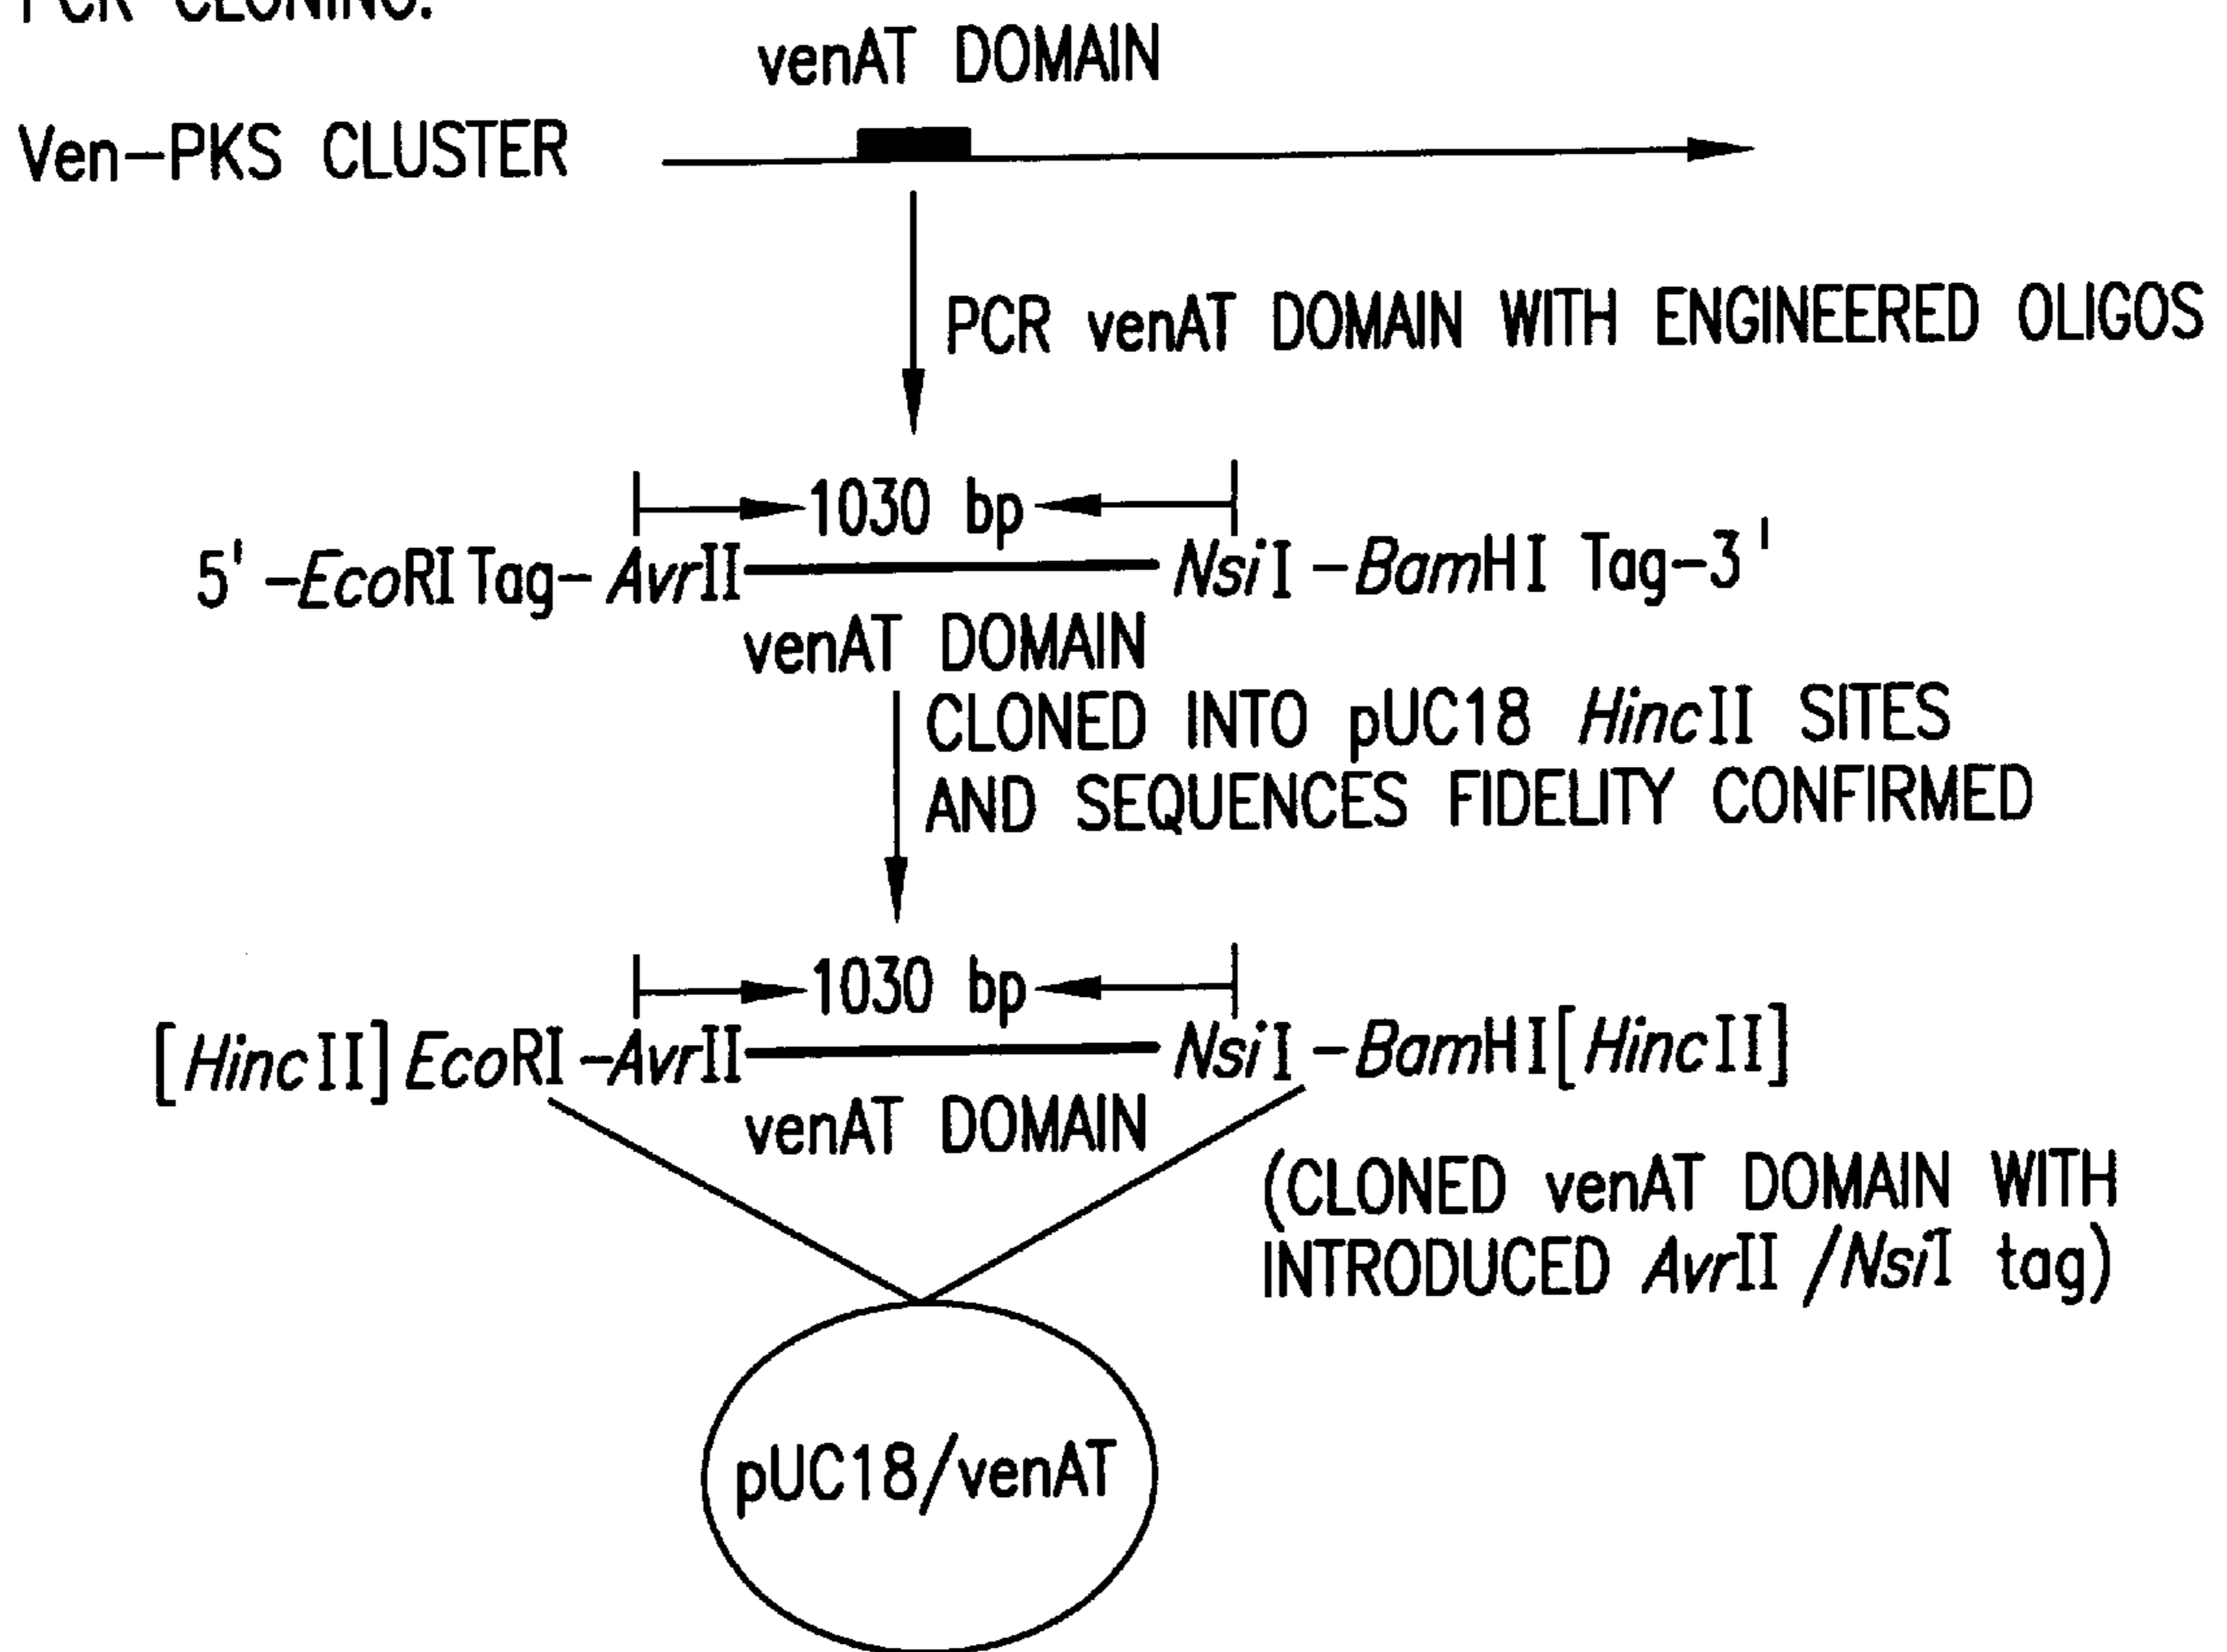 PCR CLONING:
venAT DOMAIN
Ven-PKS CLUSTER
PCR venAT DOMAIN WITH ENGINEERED OLIGOS
1030 bp
5' -EcoRI Tag- AvrII NsiI -BamHI Tag-3'
venAT DOMAIN
CLONED INTO pUC18 HincII SITES
AND SEQUENCES FIDELITY CONFIRMED
1030 bp
[HincII] EcoRI -AvrII NsiI -BamHI[HincII]
venAT DOMAIN
(CLONED venAT DOMAIN WITH
INTRODUCED AvrII /NsiI tag)
pUC18/venAT